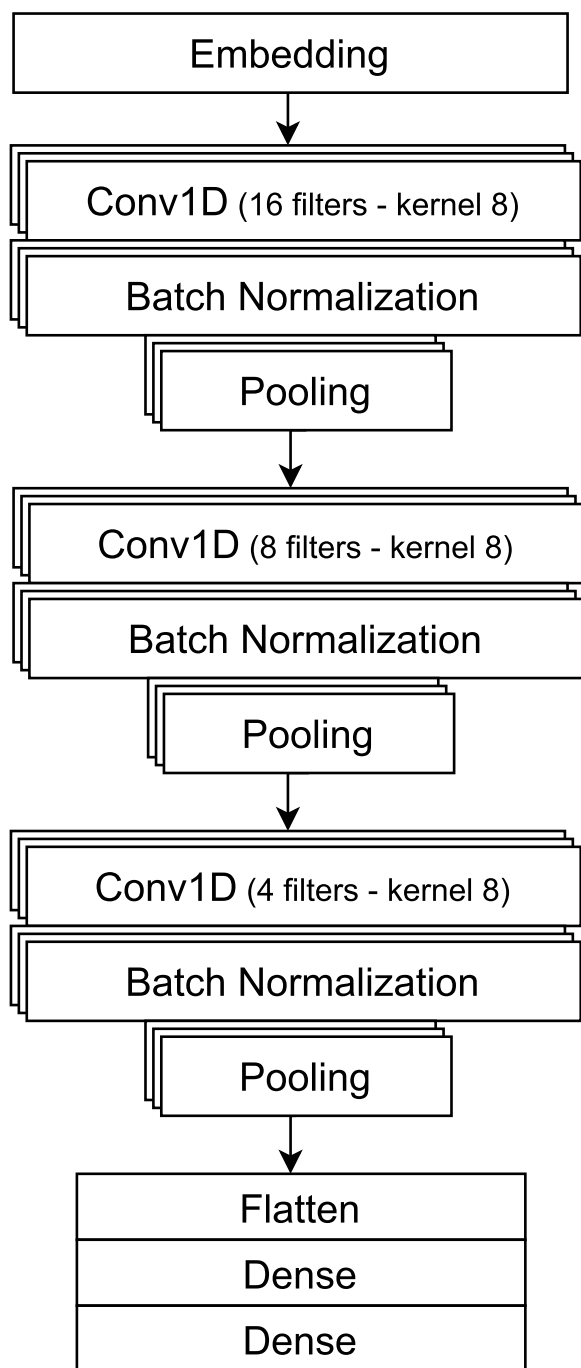 Embedding
Conv1D (16 filters - kernel 8)
Batch Normalization
Pooling
Conv1D (8 filters - kernel 8)
Batch Normalization
Pooling
Conv1D (4 filters - kernel 8)
Batch Normalization
Pooling
Flatten
Dense
Dense